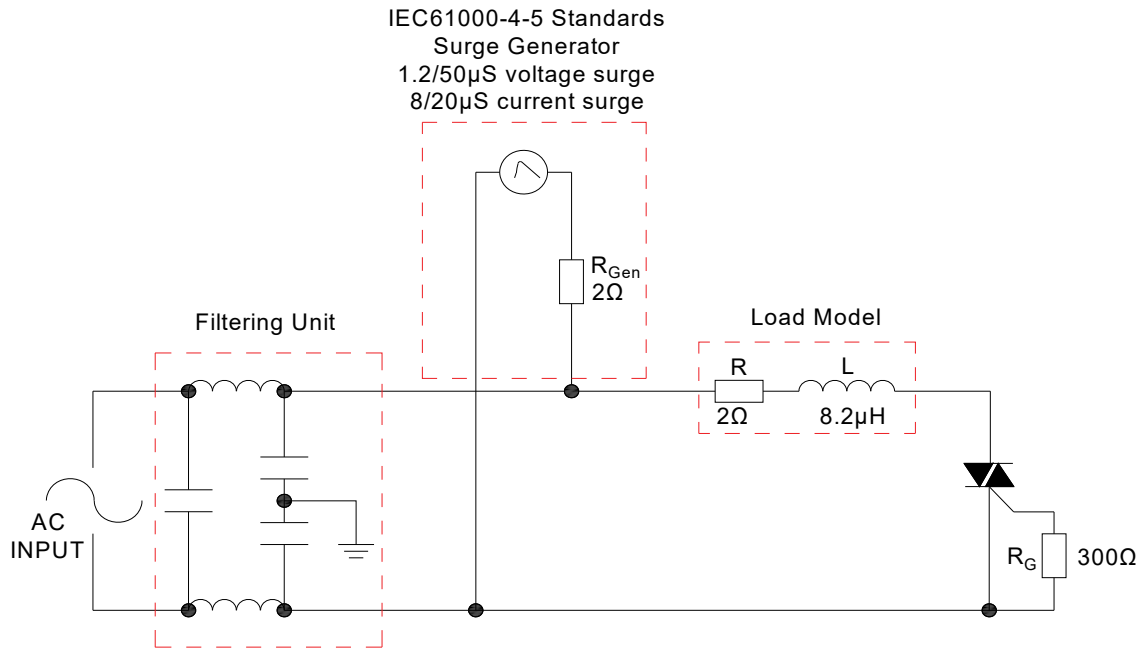 IEC61000-4-5 Standards
Surge Generator
1.2/50μS voltage surge
8/20μS current surge
RGen
2Ω
Filtering Unit
Load Model
R
L
2Ω
8.2μH
AC
INPUT
RG
300Ω